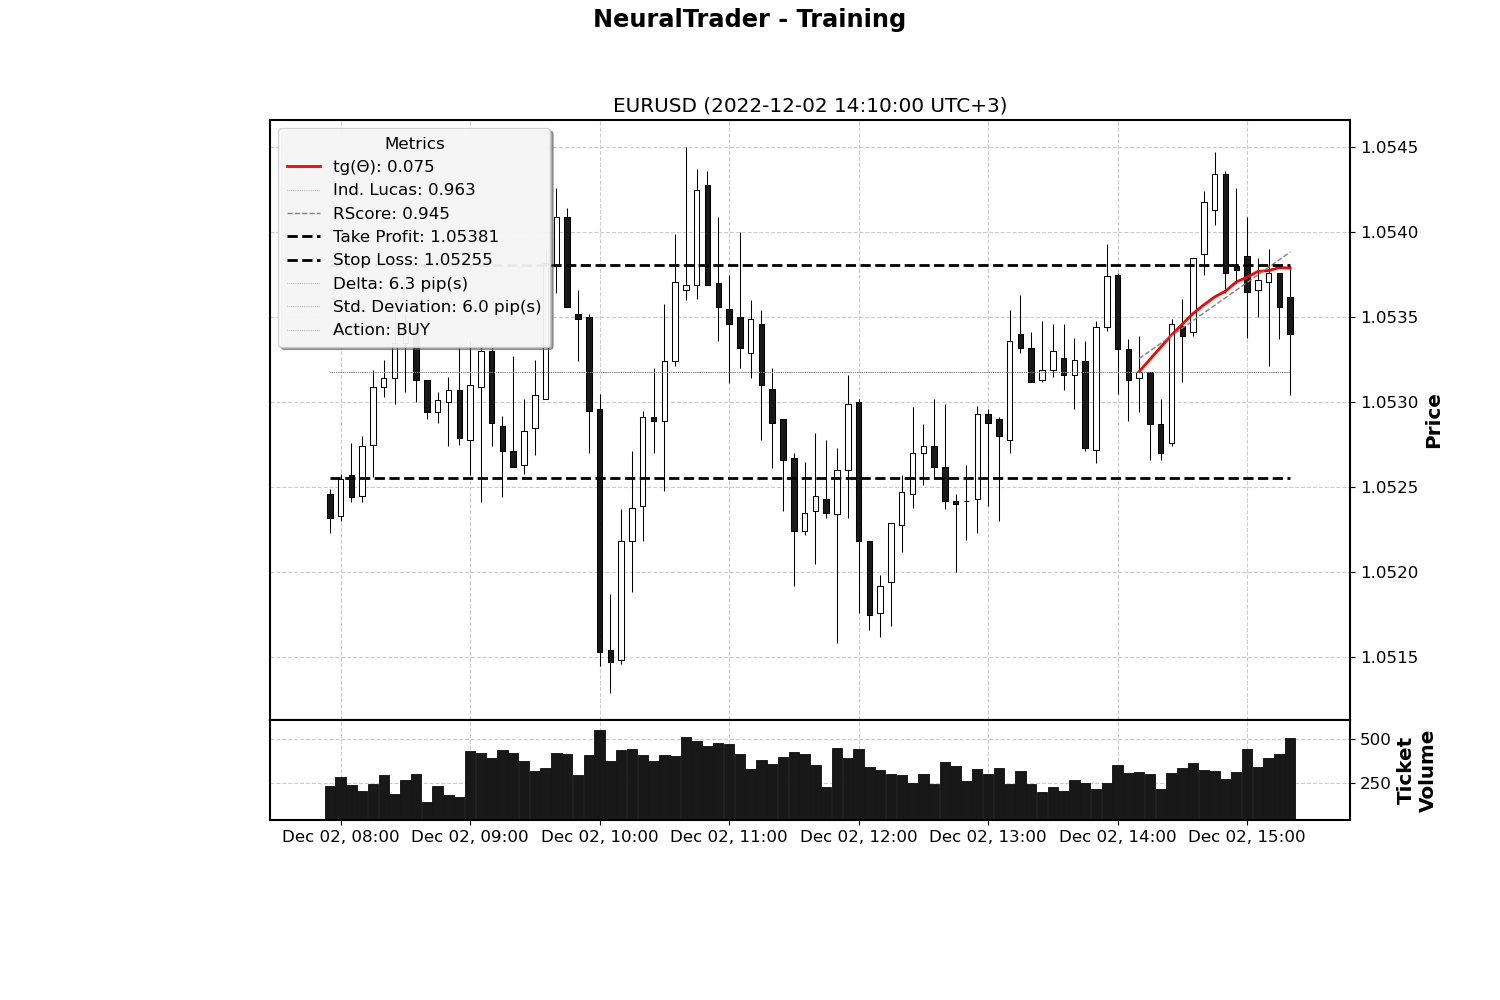 NeuralTrader - Training
EURUSD (2022-12-02 14:10:00 UTC+3)
Metrics
tg(Θ): 0.075
Ind. Lucas: 0.963
RScore: 0.945
Take Profit: 1.05381
Stop Loss: 1.05255
Delta: 6.3 pip(s)
Std. Deviation: 6.0 pip(s)
Action: BUY
1.0545
1.0540
1.0535
1.0530
1.0525
1.0520
1.0515
Price
500
250
Ticket
Volume
Dec 02, 08:00
Dec 02, 09:00
Dec 02, 10:00
Dec 02, 11:00
Dec 02, 12:00
Dec 02, 13:00
Dec 02, 14:00
Dec 02, 15:00